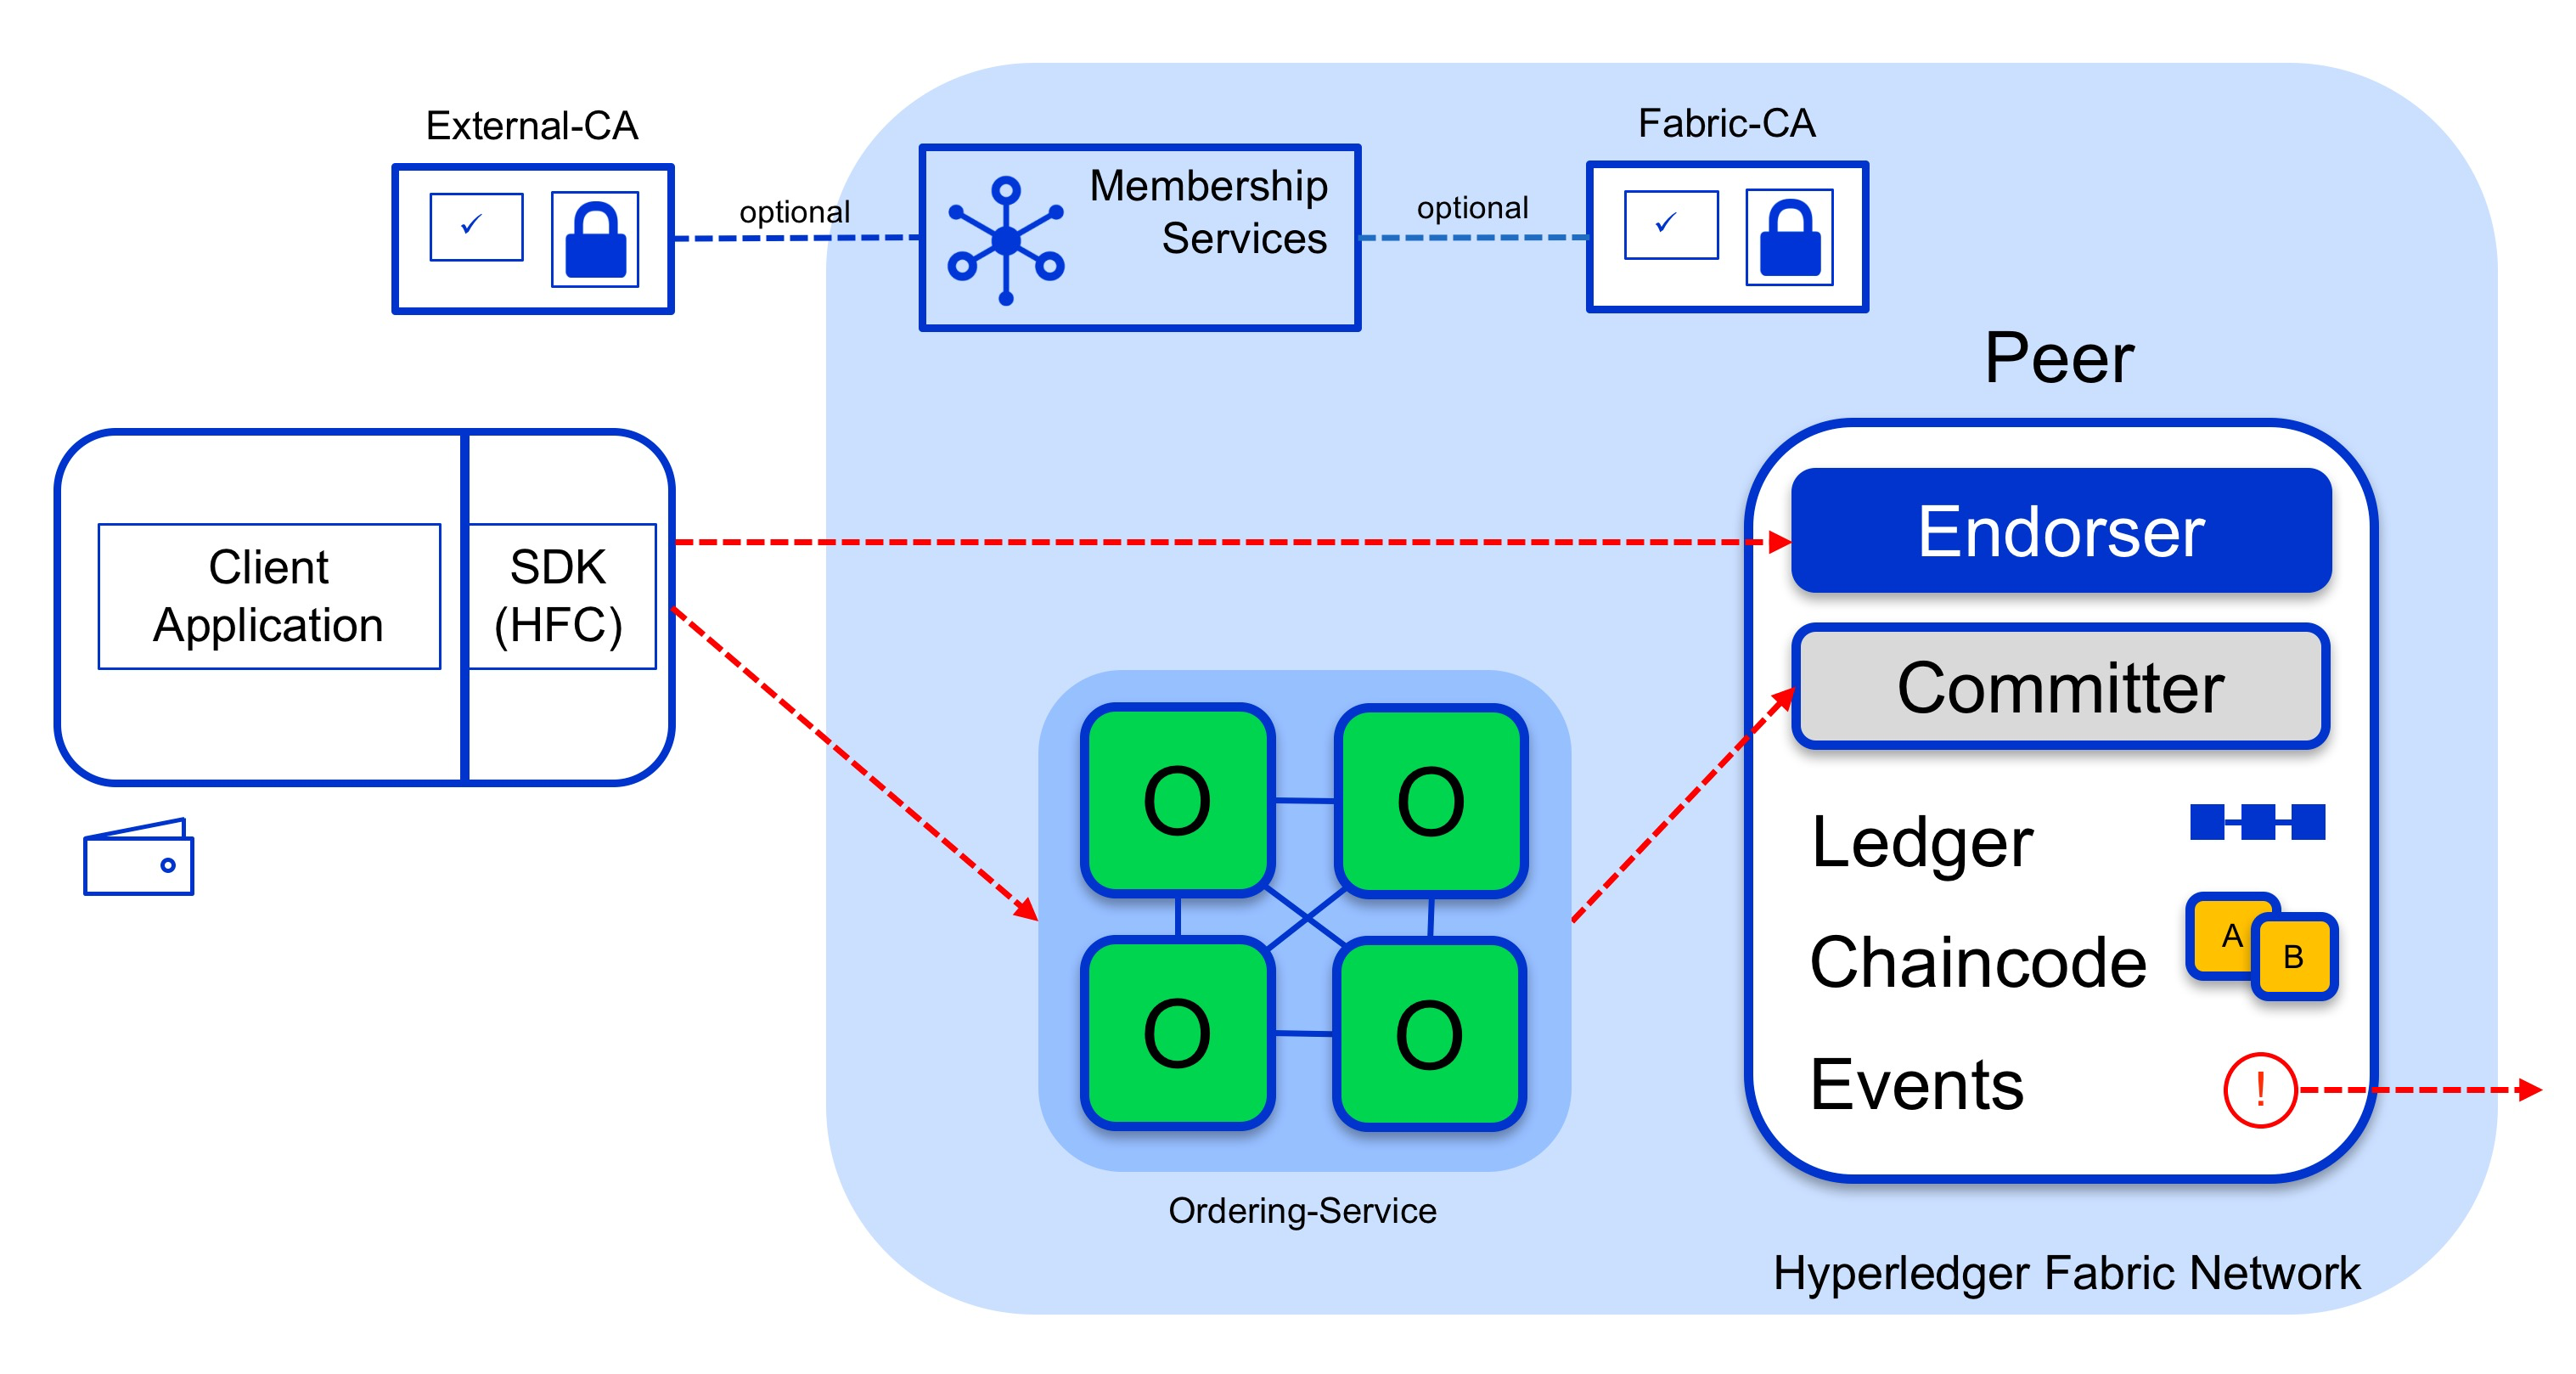 External-CA
Fabric-CA
Membership
Services
optional
optional
Peer
Client
Application
SDK
(HFC)
Endorser
Committer
O
O
O
O
Ledger
Chaincode
A
B
Events
!
Ordering-Service
Hyperledger Fabric Network